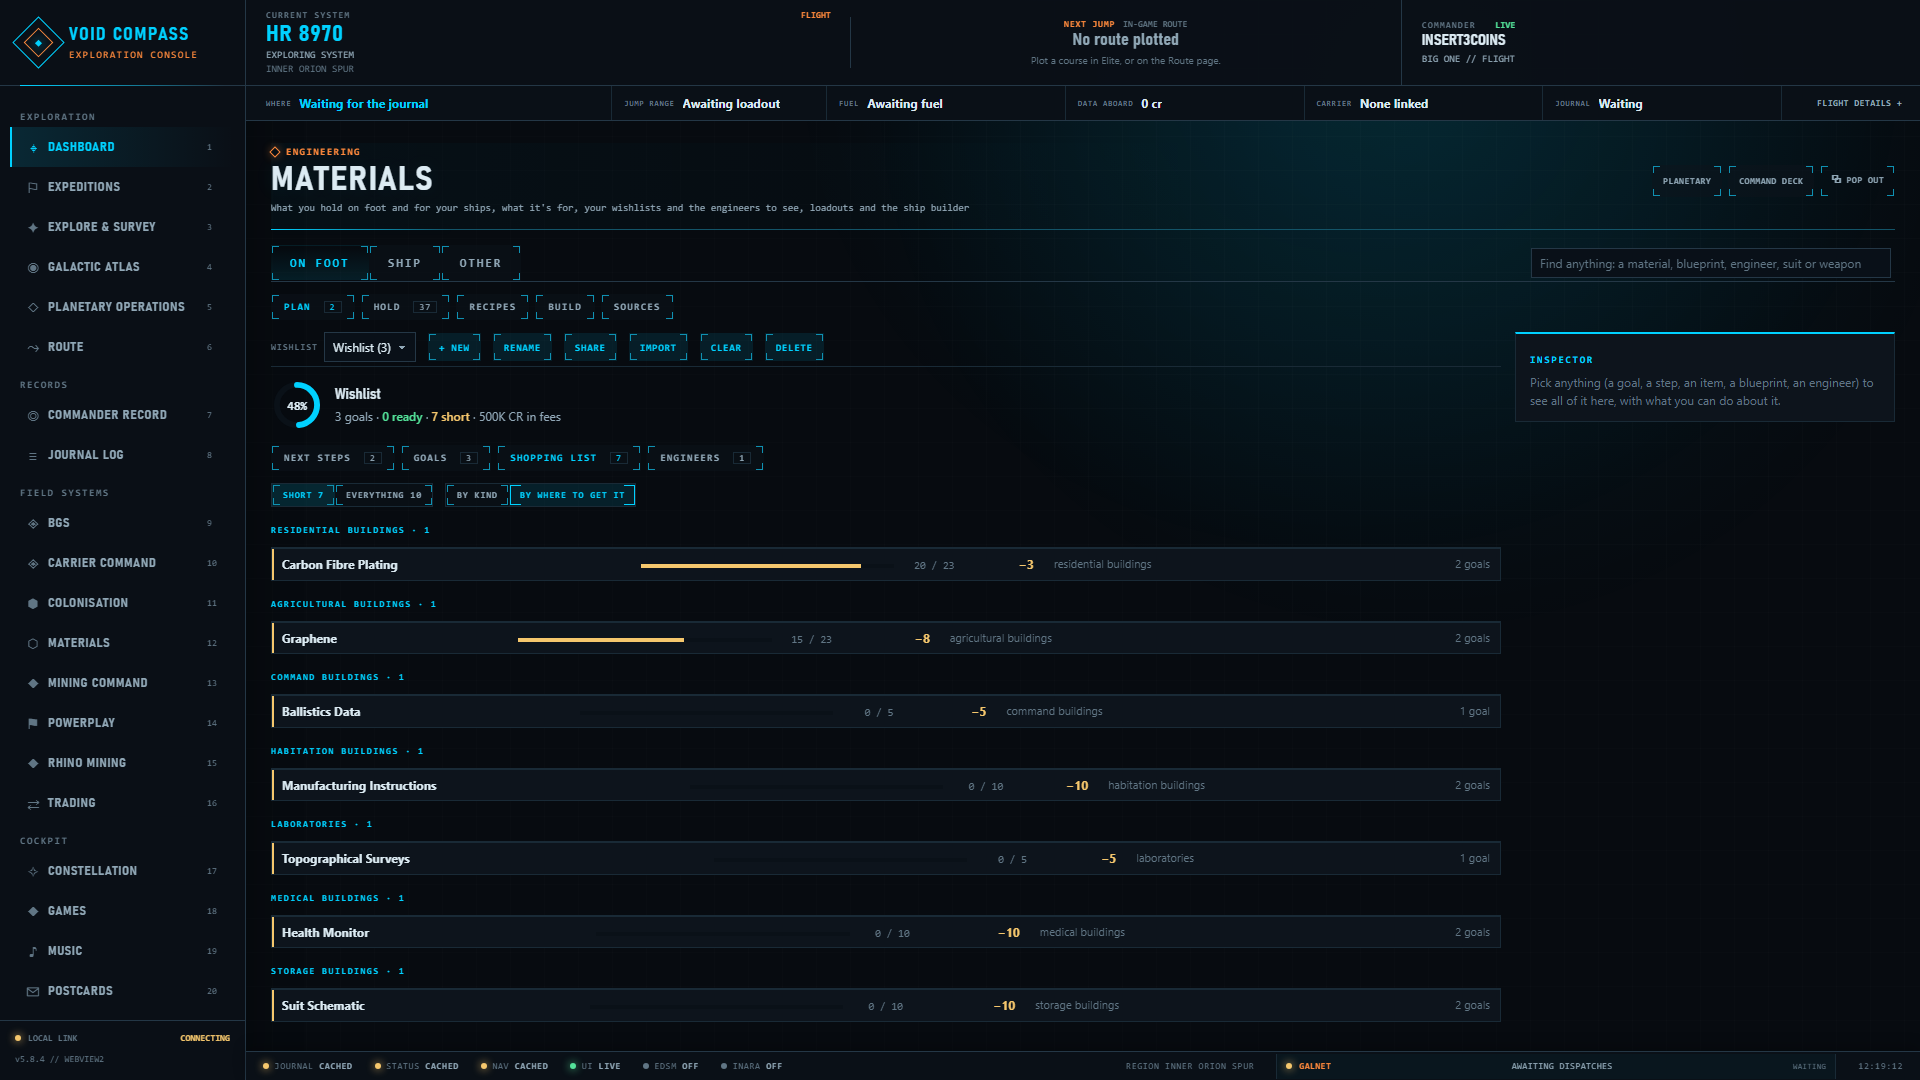 VOID COMPASS
EXPLORATION CONSOLE
CURRENT SYSTEM
FLIGHT
HR 8970
EXPLORING SYSTEM
INNER ORION SPUR
NEXT JUMP IN-GAME ROUTE
No route plotted
Plot a course in Elite, or on the Route page.
COMMANDER LIVE
INSERT3COINS
BIG ONE // FLIGHT
WHERE Waiting for the journal
JUMP RANGE Awaiting loadout
FUEL Awaiting fuel
DATA ABOARD 0 cr
CARRIER None linked
JOURNAL Waiting
FLIGHT DETAILS +
EXPLORATION
DASHBOARD 1
EXPEDITIONS 2
EXPLORE & SURVEY 3
GALACTIC ATLAS 4
PLANETARY OPERATIONS 5
ROUTE 6
RECORDS
COMMANDER RECORD 7
JOURNAL LOG 8
FIELD SYSTEMS
BGS 9
CARRIER COMMAND 10
COLONISATION 11
MATERIALS 12
MINING COMMAND 13
POWERPLAY 14
RHINO MINING 15
TRADING 16
COCKPIT
CONSTELLATION 17
GAMES 18
MUSIC 19
POSTCARDS 20
LOCAL LINK CONNECTING
v5.8.4 // WEBVIEW2
ENGINEERING
MATERIALS
What you hold on foot and for your ships, what it's for, your wishlists and the engineers to see, loadouts and the ship builder
PLANETARY
COMMAND DECK
POP OUT
ON FOOT
SHIP
OTHER
Find anything: a material, blueprint, engineer, suit or weapon
PLAN 2
HOLD 37
RECIPES
BUILD
SOURCES
WISHLIST
Wishlist (3)
+ NEW
RENAME
SHARE
IMPORT
CLEAR
DELETE
48%
Wishlist
3 goals · 0 ready · 7 short · 500K CR in fees
NEXT STEPS 2
GOALS 3
SHOPPING LIST 7
ENGINEERS 1
SHORT 7
EVERYTHING 10
BY KIND
BY WHERE TO GET IT
RESIDENTIAL BUILDINGS · 1
Carbon Fibre Plating 20 / 23 −3 residential buildings 2 goals
AGRICULTURAL BUILDINGS · 1
Graphene 15 / 23 −8 agricultural buildings 2 goals
COMMAND BUILDINGS · 1
Ballistics Data 0 / 5 −5 command buildings 1 goal
HABITATION BUILDINGS · 1
Manufacturing Instructions 0 / 10 −10 habitation buildings 2 goals
LABORATORIES · 1
Topographical Surveys 0 / 5 −5 laboratories 1 goal
MEDICAL BUILDINGS · 1
Health Monitor 0 / 10 −10 medical buildings 2 goals
STORAGE BUILDINGS · 1
Suit Schematic 0 / 10 −10 storage buildings 2 goals
INSPECTOR
Pick anything (a goal, a step, an item, a blueprint, an engineer) to
see all of it here, with what you can do about it.
JOURNAL CACHED
STATUS CACHED
NAV CACHED
UI LIVE
EDSM OFF
INARA OFF
REGION INNER ORION SPUR
GALNET
AWAITING DISPATCHES
WAITING
12:19:12